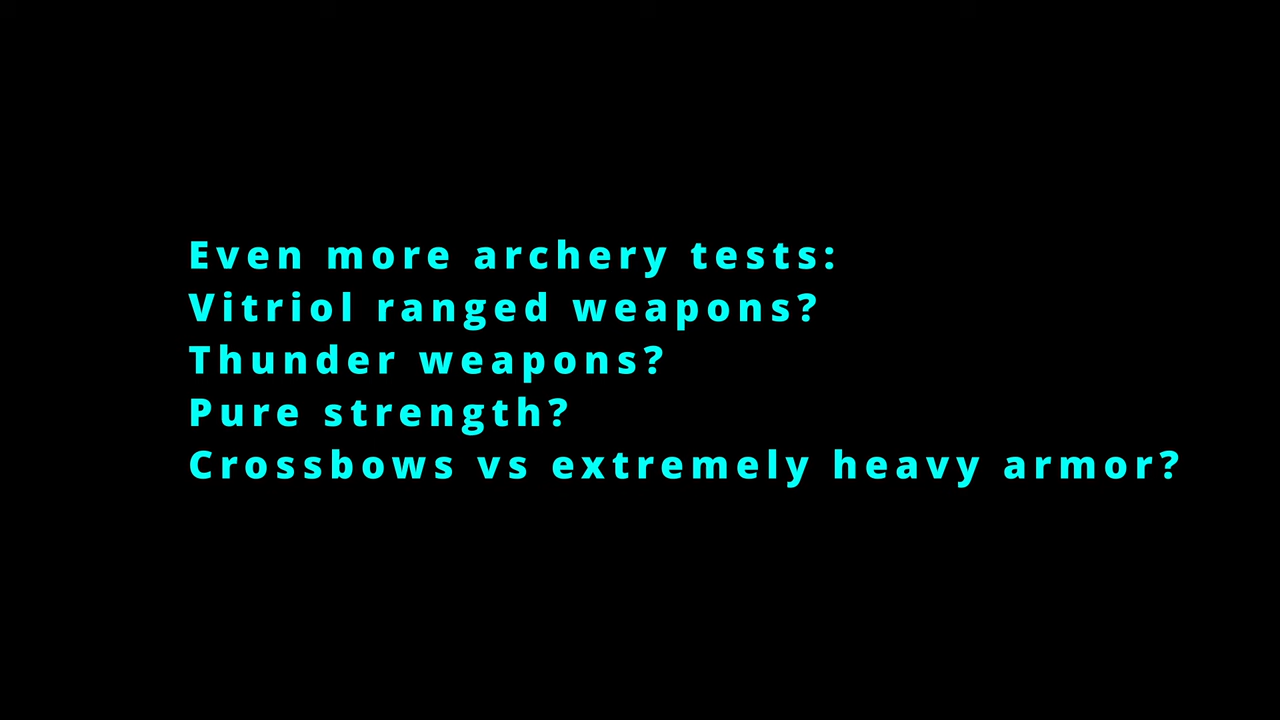 Even more archery tests:
Vitriol ranged weapons?
Thunder weapons?
Pure strength?
Crossbows vs extremely heavy armor?